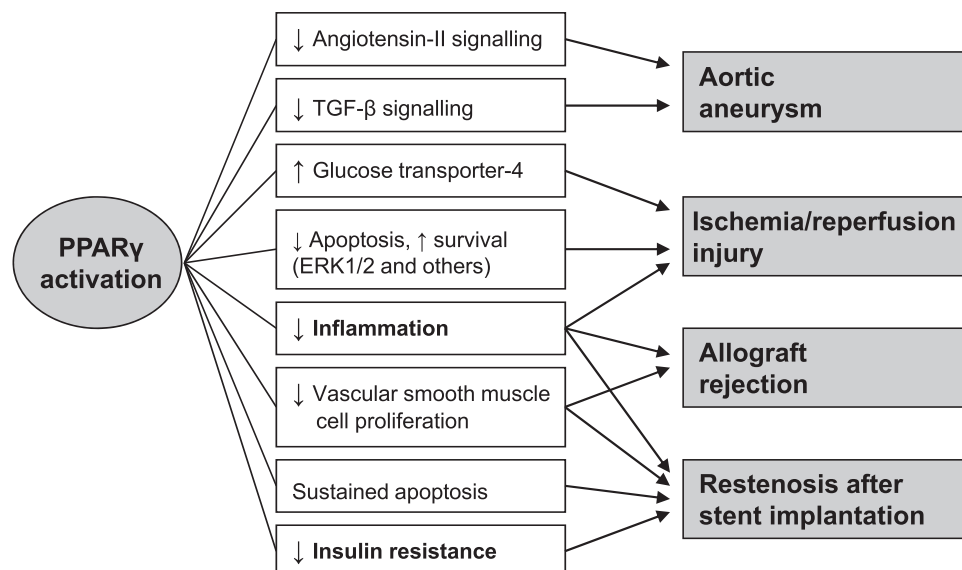 PPARγ
activation
↓ Angiotensin-II signalling
↓ TGF-β signalling
↑ Glucose transporter-4
↓ Apoptosis, ↑ survival
(ERK1/2 and others)
↓ Inflammation
↓ Vascular smooth muscle
cell proliferation
Sustained apoptosis
↓ Insulin resistance
Aortic
aneurysm
Ischemia/reperfusion
injury
Allograft
rejection
Restenosis after
stent implantation